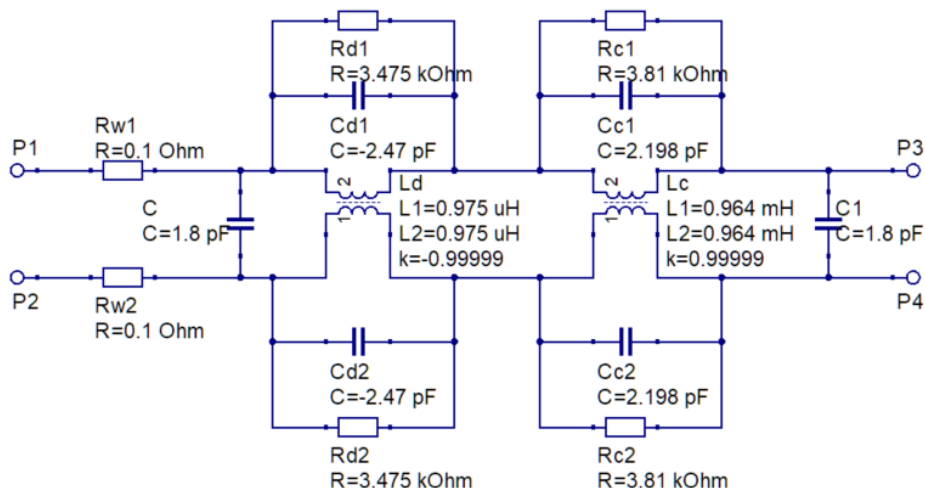 Rd1
R=3.475 kOhm
Rc1
R=3.81 kOhm
Cd1
C=-2.47 pF
Cc1
C=2.198 pF
P1
Rw1
R=0.1 Ohm
P3
2
Ld
L1=0.975 uH
L2=0.975 uH
k=-0.99999
1
2
Lc
L1=0.964 mH
L2=0.964 mH
k=0.99999
1
C
C=1.8 pF
C1
C=1.8 pF
P2
Rw2
R=0.1 Ohm
P4
Cd2
C=-2.47 pF
Cc2
C=2.198 pF
Rd2
R=3.475 kOhm
Rc2
R=3.81 kOhm